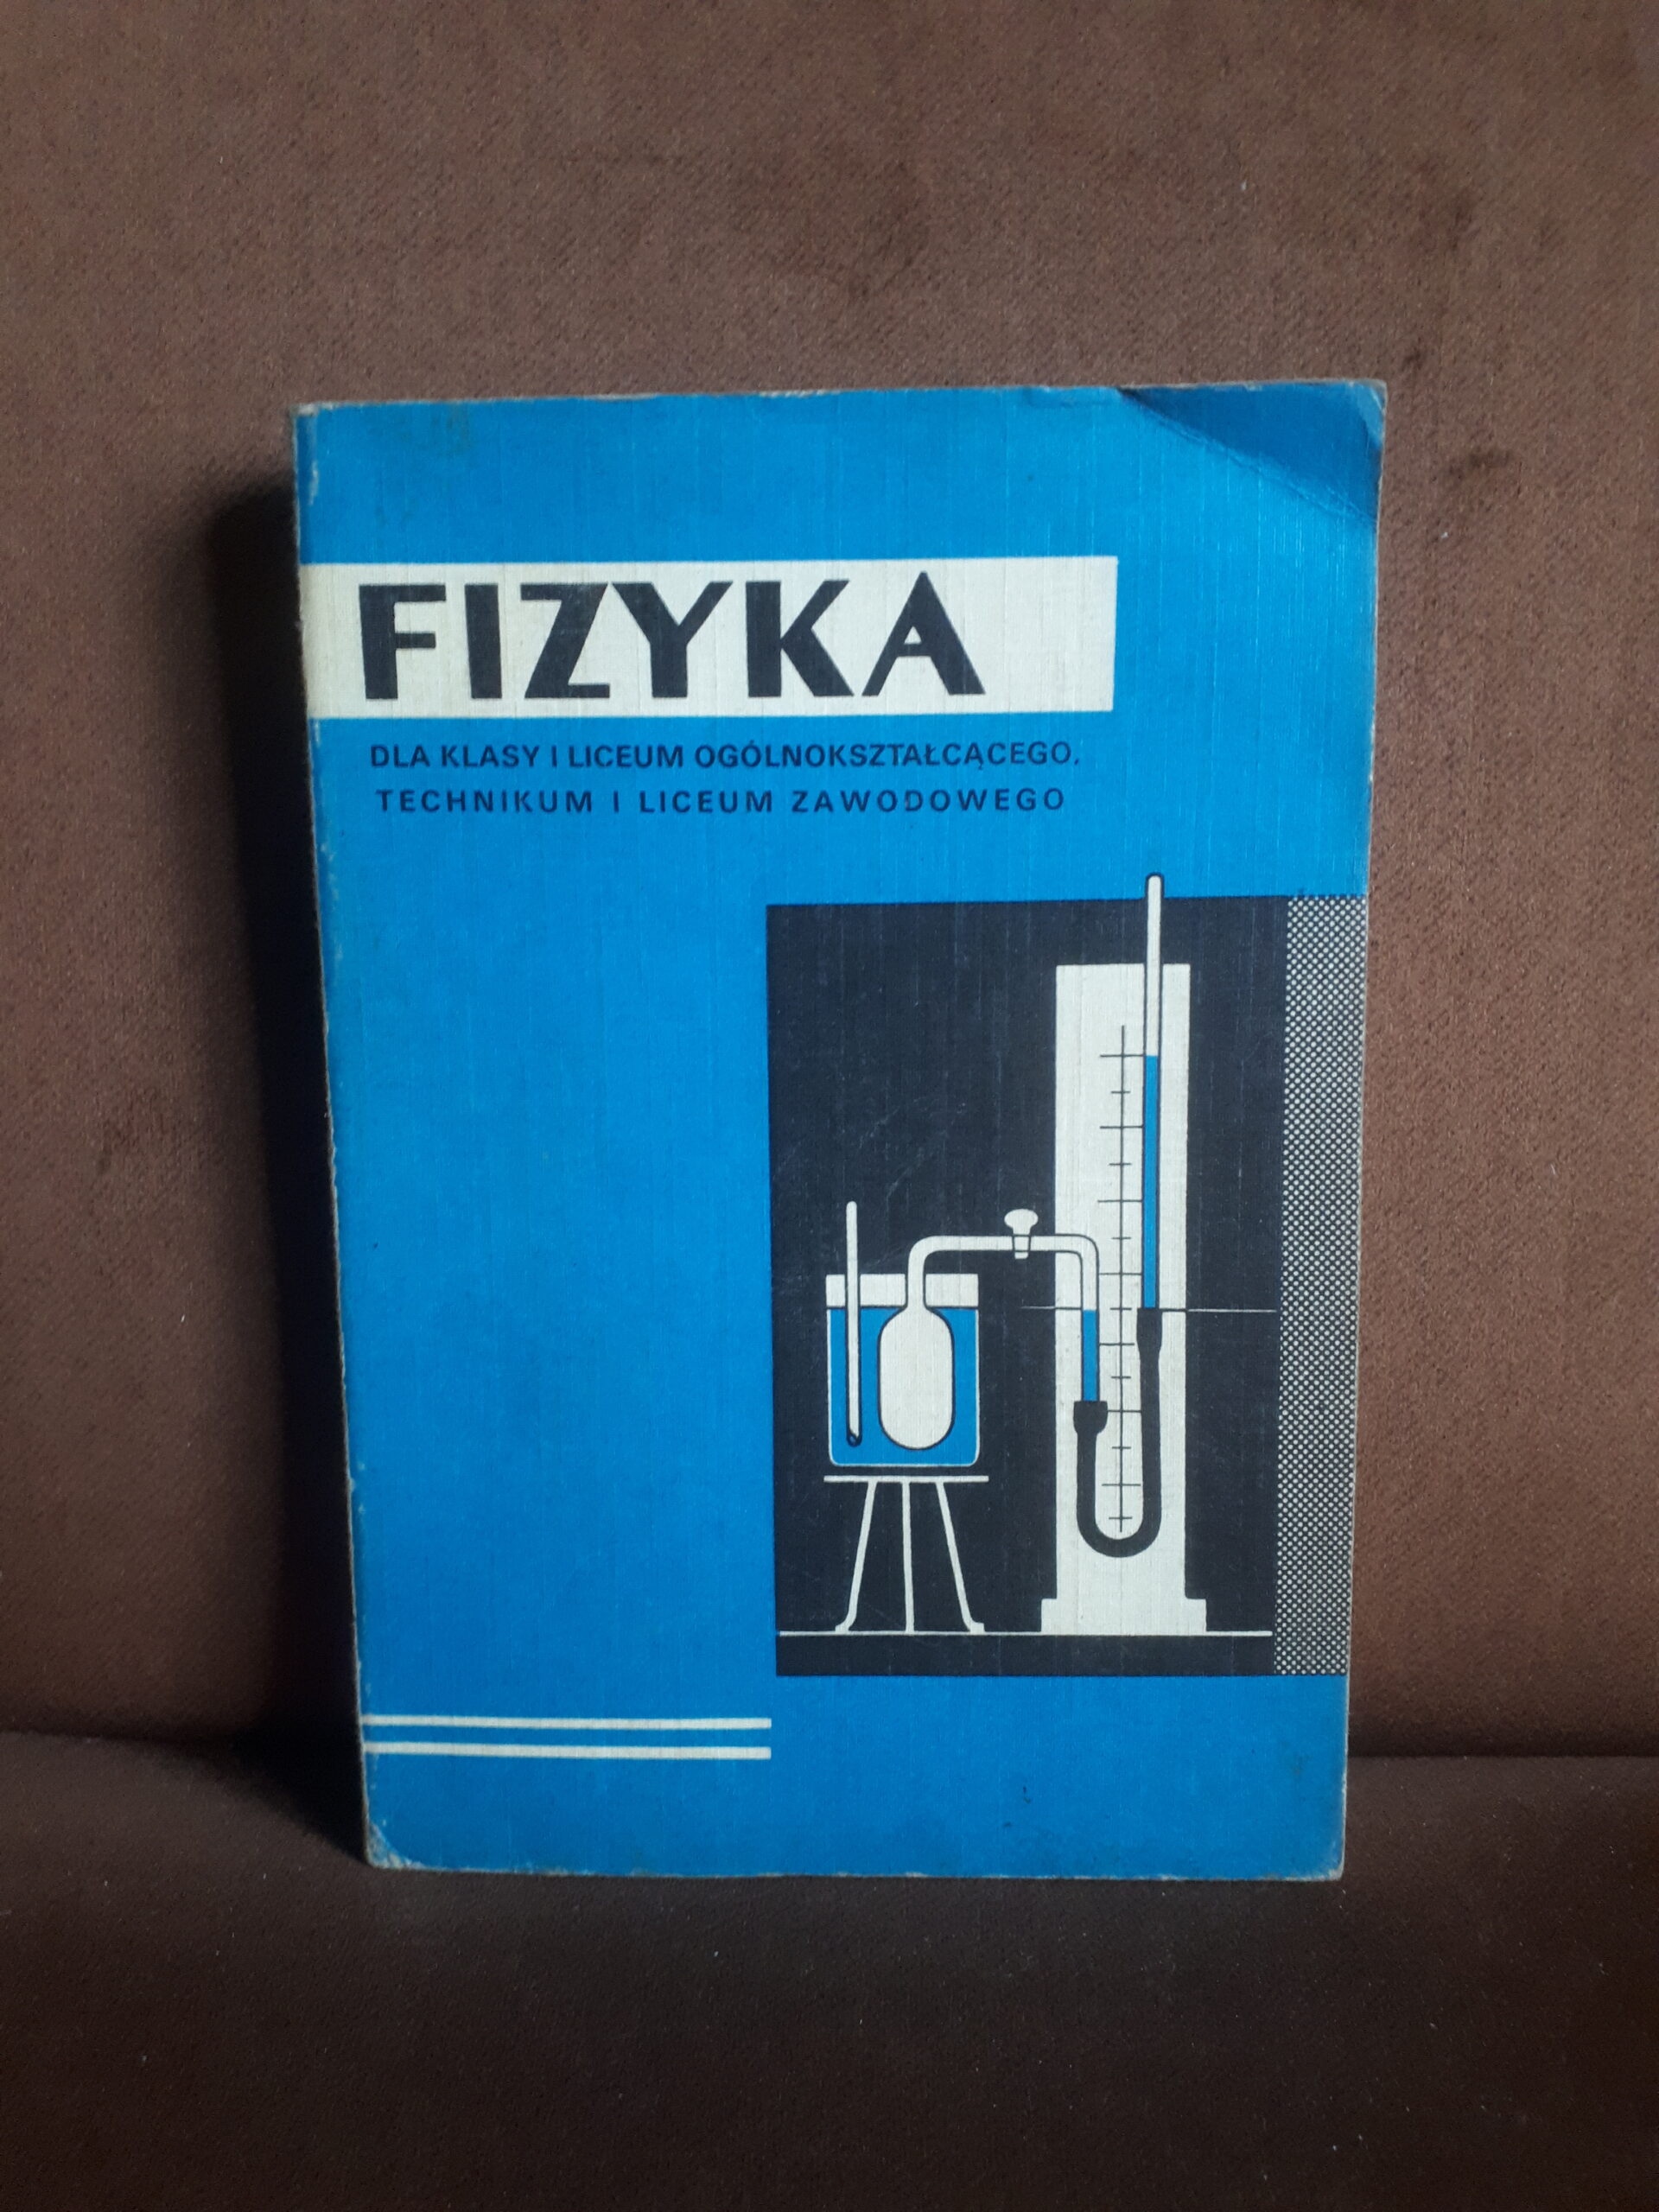 FIZYKA
DLA KLASY I LICEUM OGÓLNOKSZTAŁCĄCEGO,
TECHNIKUM I LICEUM ZAWODOWEGO